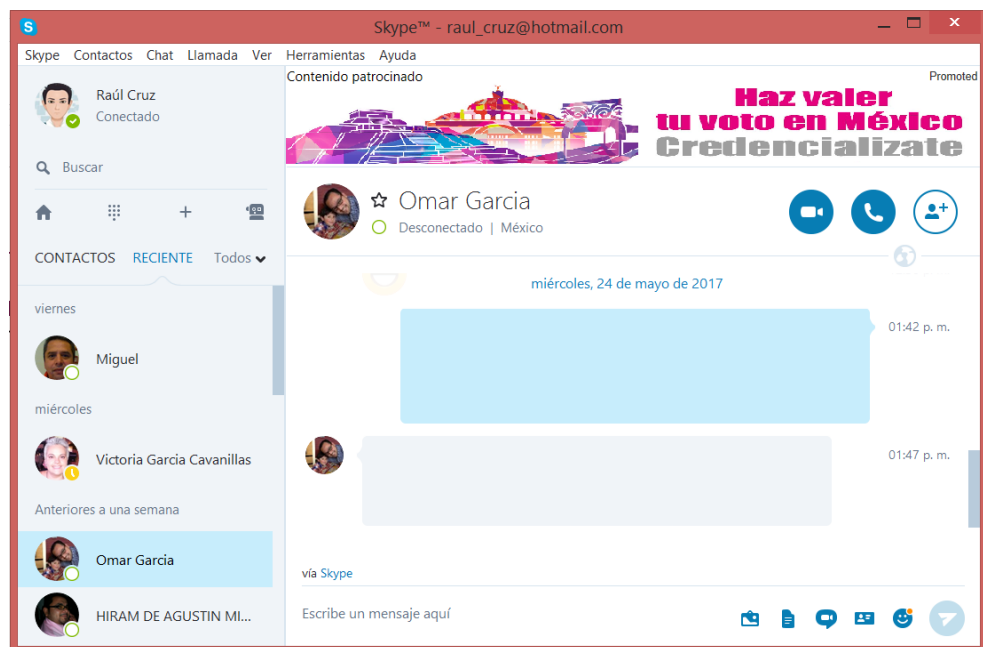 Skype™ - raul_cruz@hotmail.com
Skype Contactos Chat Llamada Ver Herramientas Ayuda
Raúl Cruz
Conectado
Buscar
CONTACTOS RECIENTE Todos
viernes
Miguel
miércoles
Victoria Garcia Cavanillas
Anteriores a una semana
Omar Garcia
HIRAM DE AGUSTIN MI...
Contenido patrocinado
Promoted
Haz valer
tu voto en México
Credencializate
Omar Garcia
Desconectado | México
miércoles, 24 de mayo de 2017
01:42 p. m.
01:47 p. m.
vía Skype
Escribe un mensaje aquí